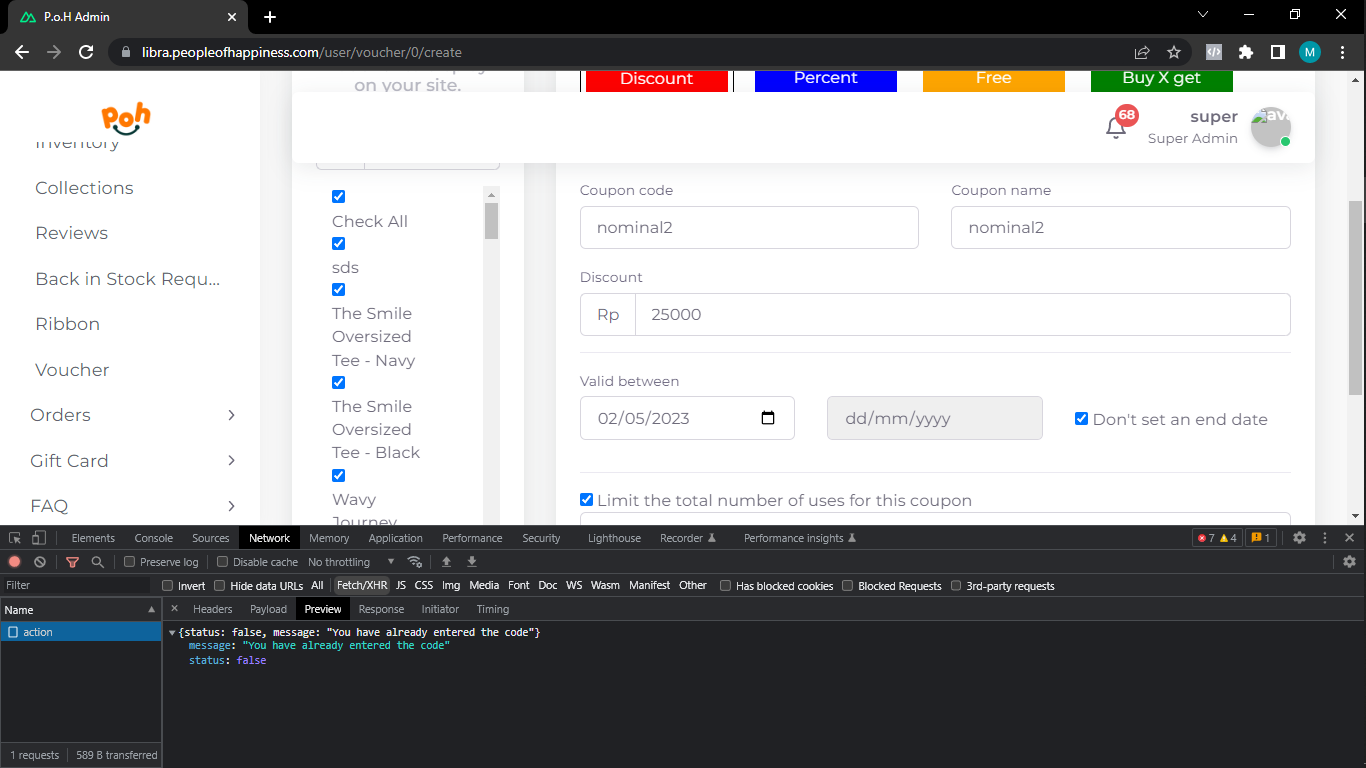 P.o.H Admin
libra.peopleofhappiness.com/user/voucher/0/create
M
on your site.
Discount
Percent
Free
Buy X get
Poh
Inventory
Collections
Reviews
Back in Stock Requ...
Ribbon
Voucher
Orders
Gift Card
FAQ
68
super
Super Admin
ava
Check All
sds
The Smile
Oversized
Tee - Navy
The Smile
Oversized
Tee - Black
Wavy
Journey
Coupon code
Coupon name
nominal2
nominal2
Discount
Rp
25000
Valid between
02/05/2023
dd/mm/yyyy
Don't set an end date
Limit the total number of uses for this coupon
Elements
Console
Sources
Network
Memory
Application
Performance
Security
Lighthouse
Recorder
Performance insights
7
4
1
Preserve log
Disable cache
No throttling
Filter
Invert
Hide data URLs
All
Fetch/XHR
JS
CSS
Img
Media
Font
Doc
WS
Wasm
Manifest
Other
Has blocked cookies
Blocked Requests
3rd-party requests
Name
Headers
Payload
Preview
Response
Initiator
Timing
action
{status: false, message: "You have already entered the code"}
message: "You have already entered the code"
status: false
1 requests
589 B transferred